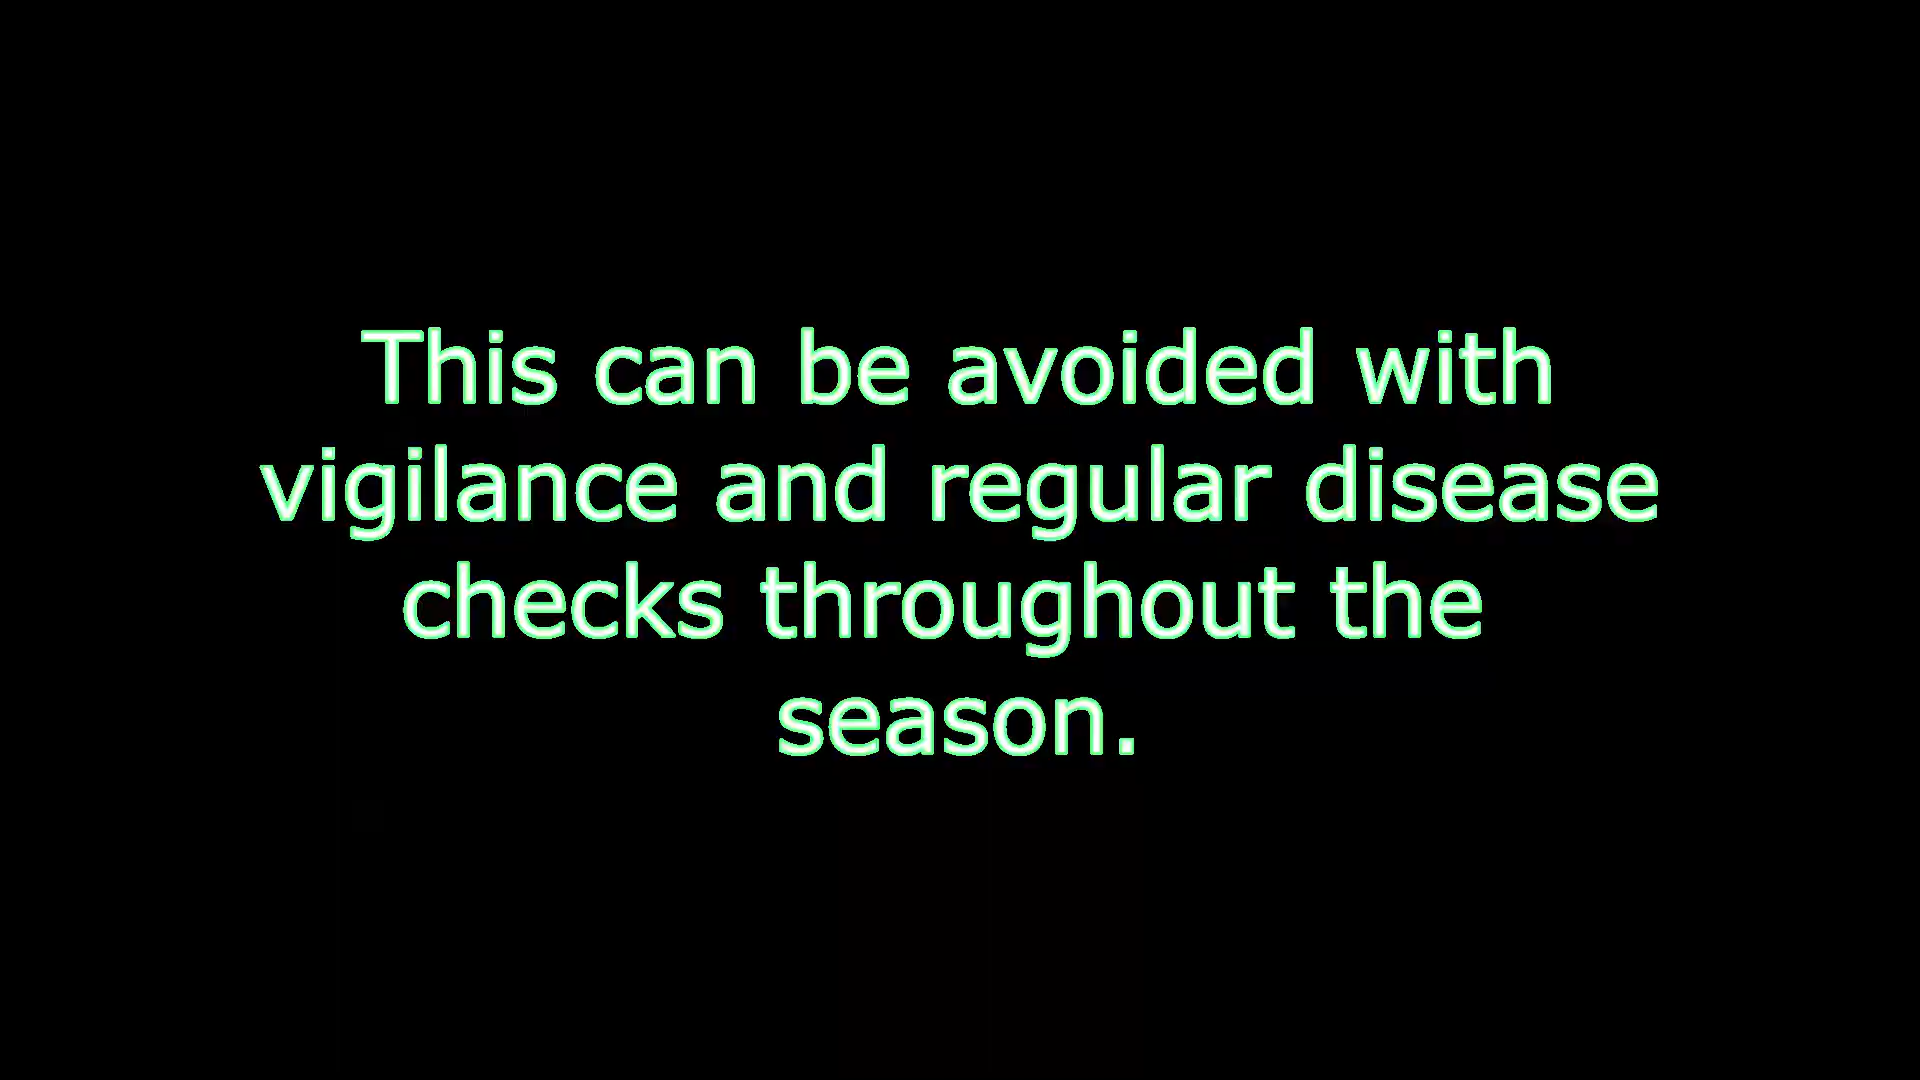 This can be avoided with
vigilance and regular disease
checks throughout the
season.